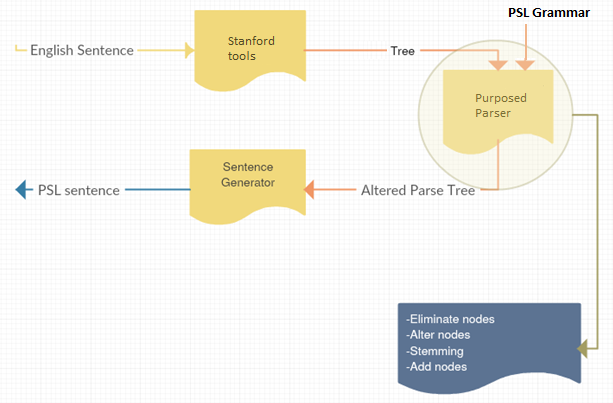 PSL Grammar
English Sentence
Stanford
tools
Tree
Purposed
Parser
Sentence
Generator
PSL sentence
Altered Parse Tree
-Eliminate nodes
-Alter nodes
-Stemming
-Add nodes